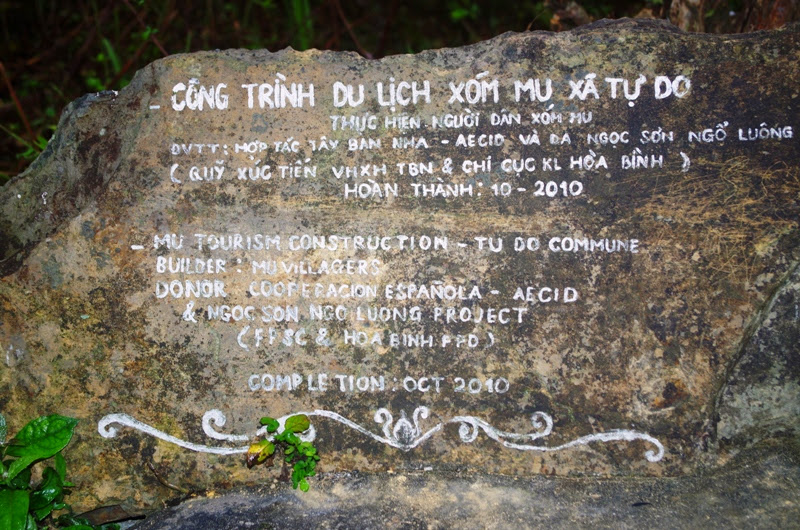 - CÔNG TRÌNH DU LỊCH XÓM MU XÃ TỰ DO
THỰC HIỆN NGƯỜI DÂN XÓM MU
ĐVTT: HỢP TÁC TÂY BAN NHA - AECID VÀ DA NGỌC SƠN NGỔ LUÔNG
( QUỸ XÚC TIẾN VHXH TBN & CHI CỤC KL HÒA BÌNH )
HOÀN THÀNH: 10 - 2010
- MU TOURISM CONSTRUCTION - TU DO COMMUNE
BUILDER : MU VILLAGERS
DONOR COOPERACION ESPAÑOLA - AECID
& NGOC SON NGO LUONG PROJECT
( FPSC & HOA BINH FPD )
COMPLETION : OCT 2010